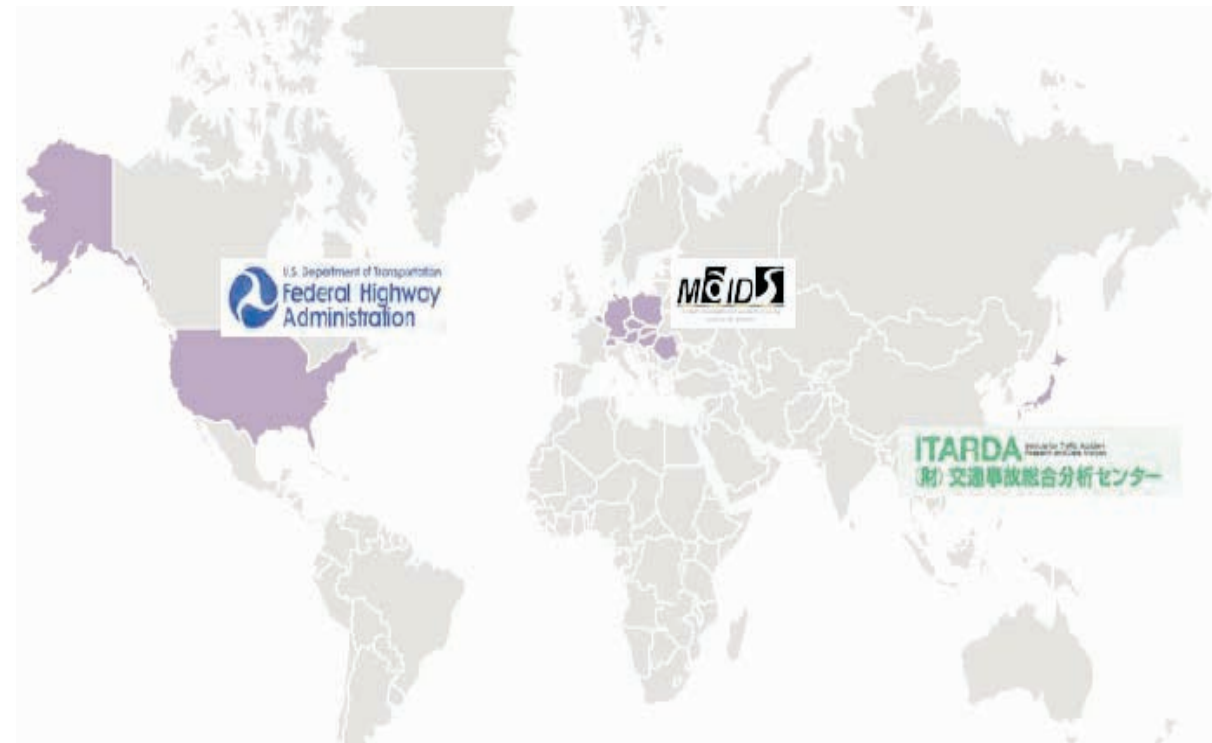 U.S. Department of Transportation
Federal Highway
Administration
MAIDS
ITARDA
(財) 交通事故総合分析センター